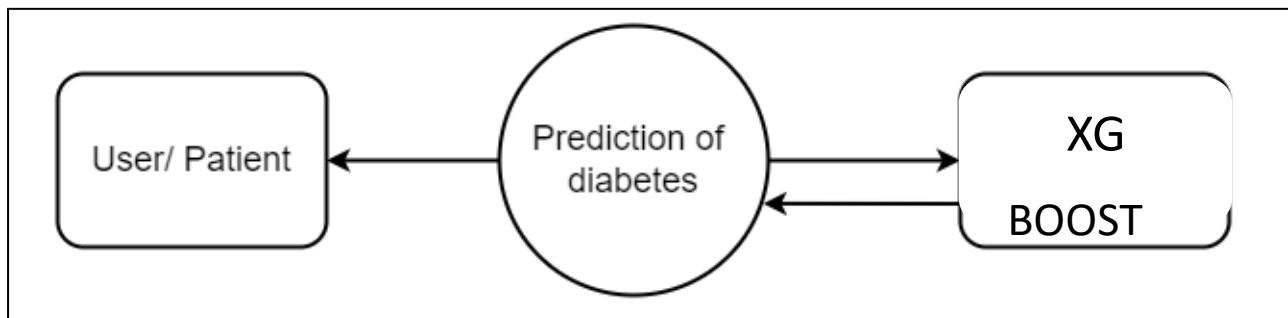 User/ Patient
Prediction of
diabetes
XG
BOOST